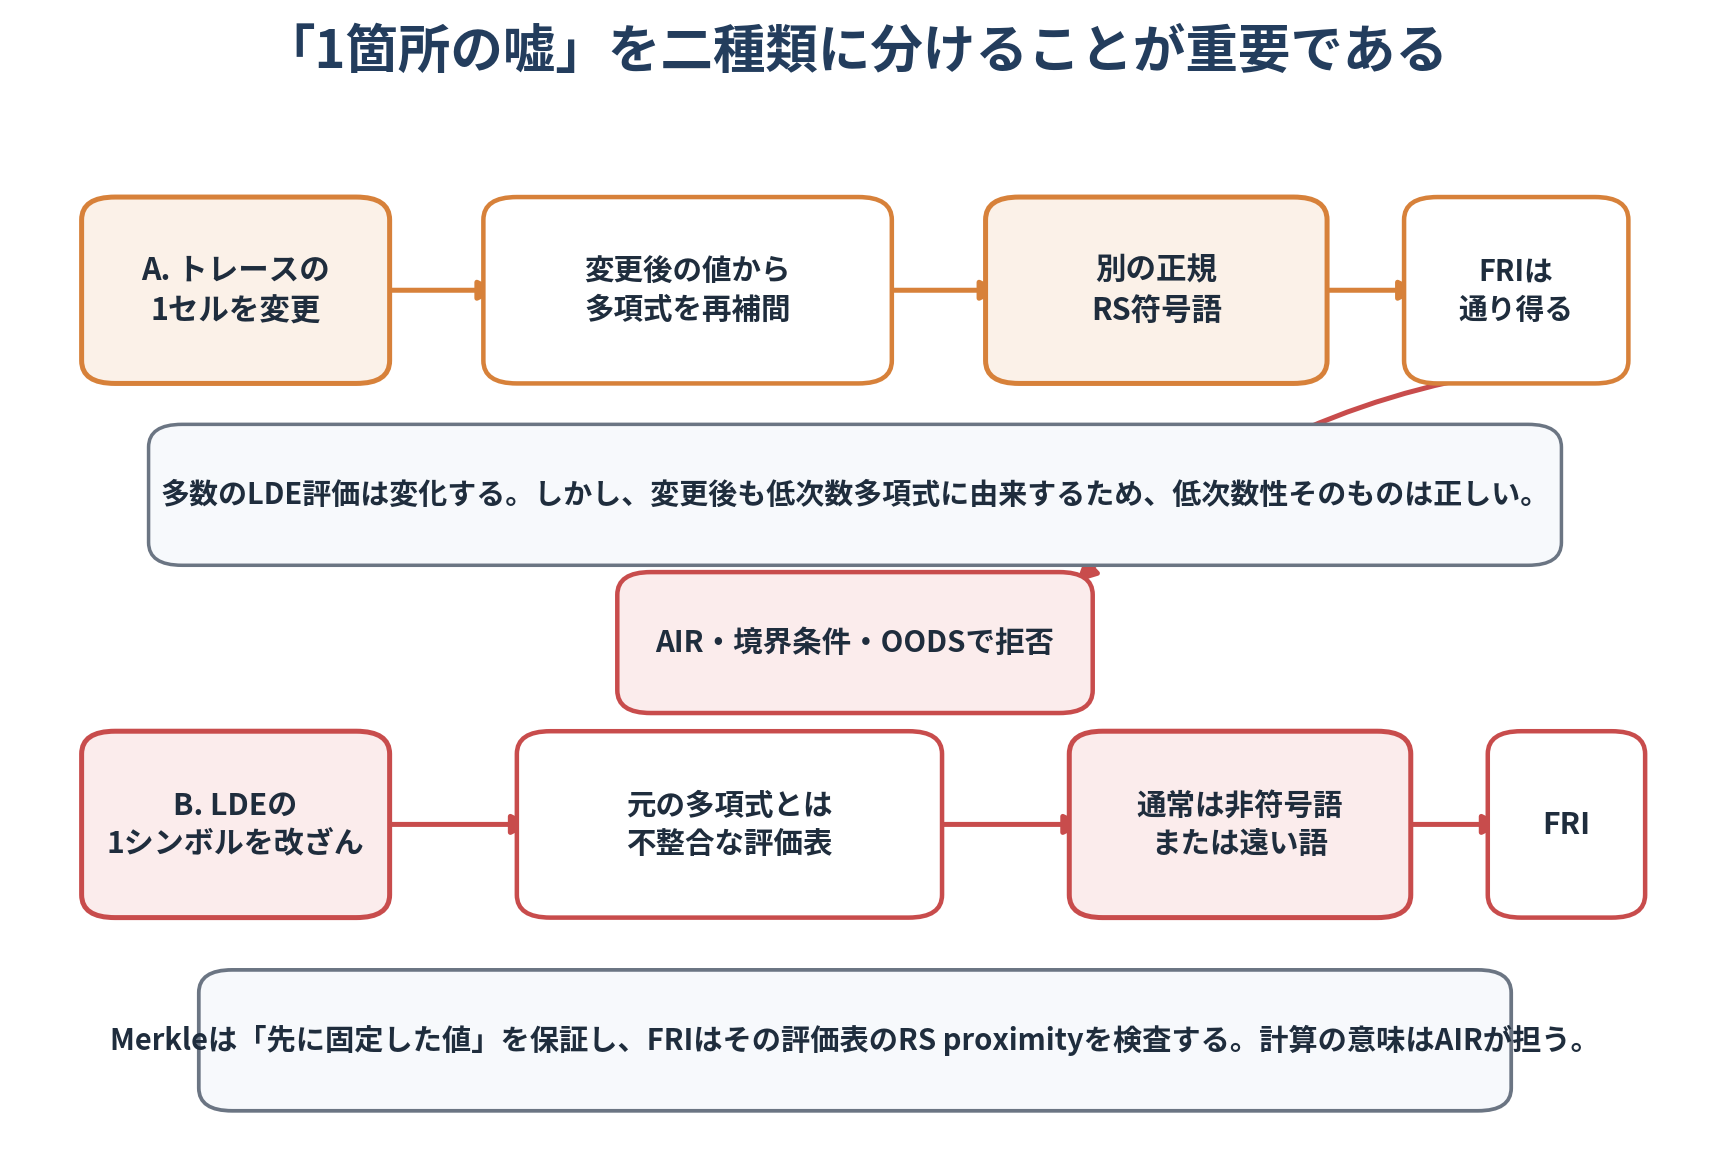 「1箇所の嘘」を二種類に分けることが重要である
A. トレースの
1セルを変更
変更後の値から
多項式を再補間
別の正規
RS符号語
FRIは
通り得る
多数のLDE評価は変化する。しかし、変更後も低次数多項式に由来するため、低次数性そのものは正しい。
AIR・境界条件・OODSで拒否
B. LDEの
1シンボルを改ざん
元の多項式とは
不整合な評価表
通常は非符号語
または遠い語
FRI
Merkleは「先に固定した値」を保証し、FRIはその評価表のRS proximityを検査する。計算の意味はAIRが担う。